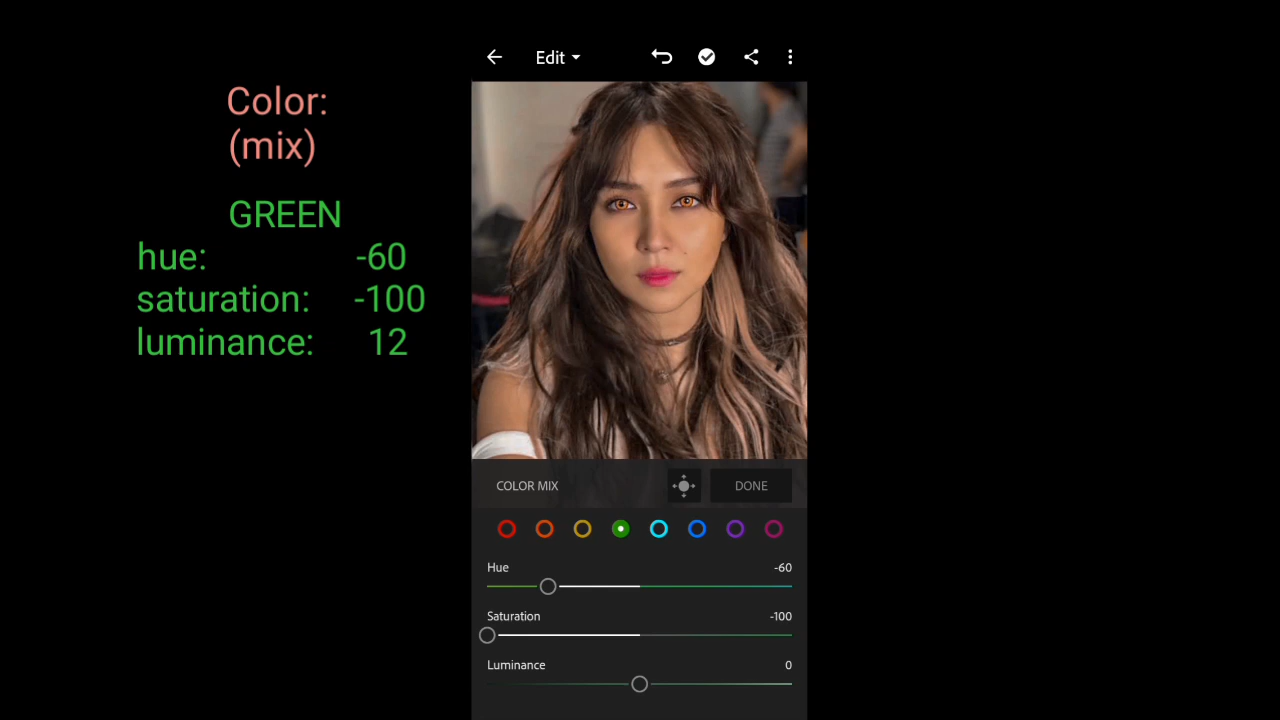 Color:
(mix)
GREEN
hue: -60
saturation: -100
luminance: 12
Edit
COLOR MIX
DONE
Hue -60
Saturation -100
Luminance 0